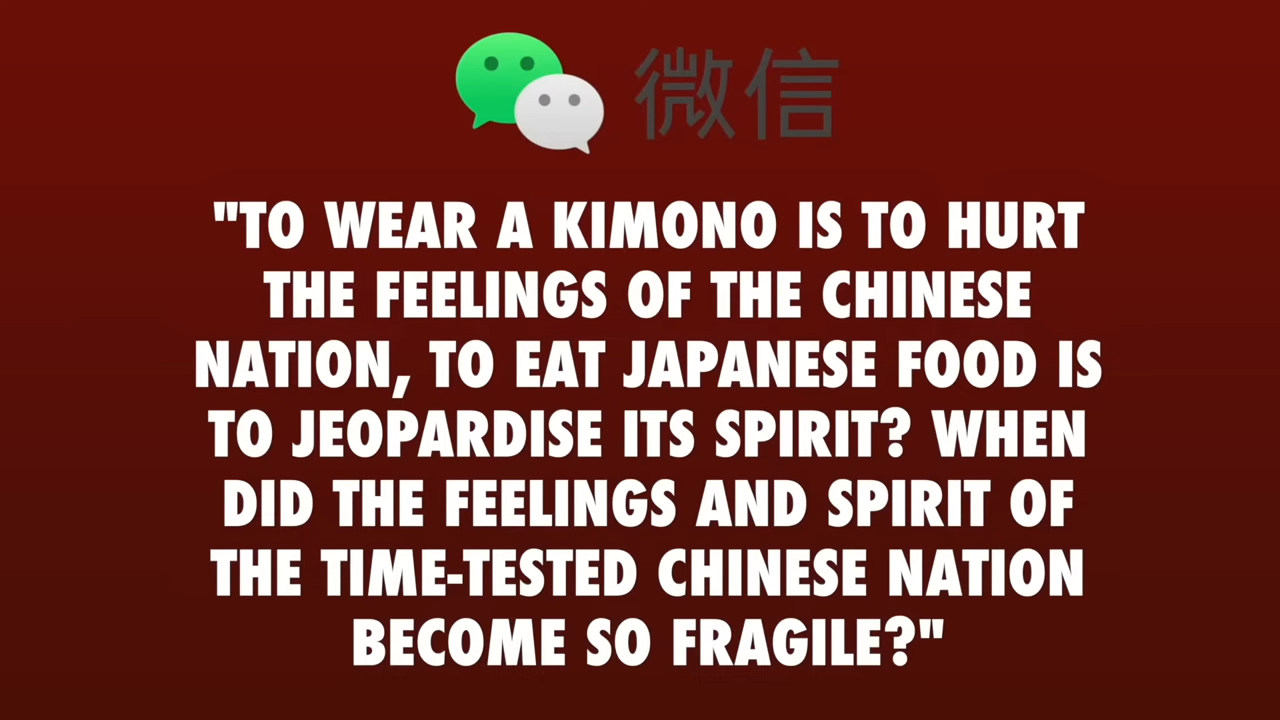 微信
"TO WEAR A KIMONO IS TO HURT
THE FEELINGS OF THE CHINESE
NATION, TO EAT JAPANESE FOOD IS
TO JEOPARDISE ITS SPIRIT? WHEN
DID THE FEELINGS AND SPIRIT OF
THE TIME-TESTED CHINESE NATION
BECOME SO FRAGILE?"